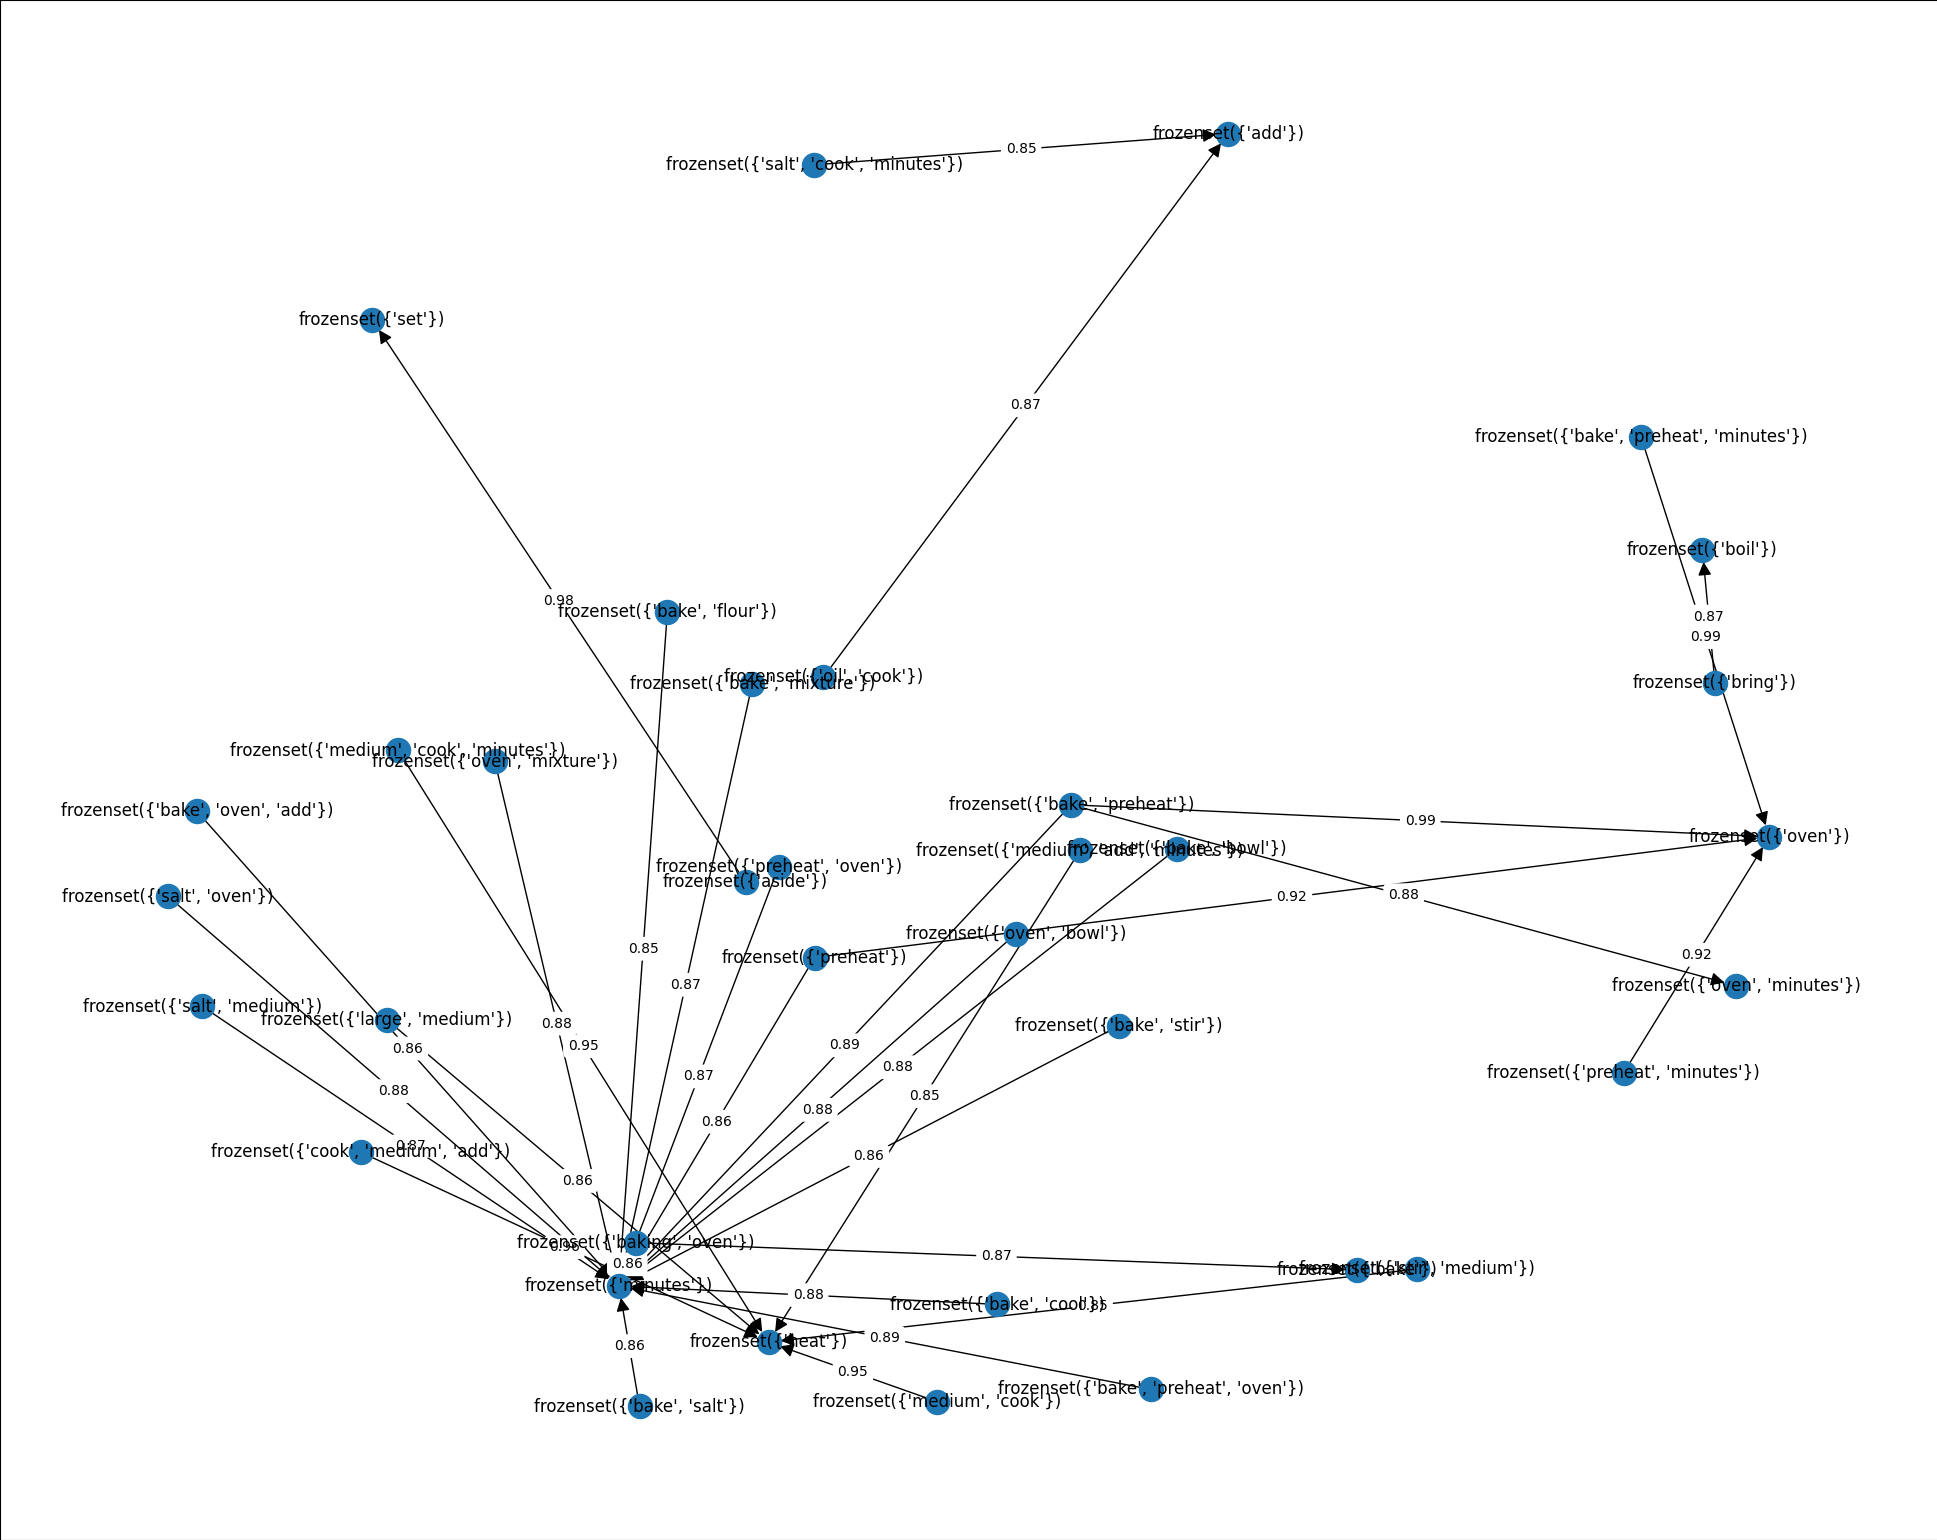 frozenset({'add'})
0.85
frozenset({'salt', 'cook', 'minutes'})
frozenset({'set'})
0.87
frozenset({'bake', 'preheat', 'minutes'})
frozenset({'boil'})
0.98
frozenset({'bake', 'flour'})
0.87
0.99
frozenset({'oil', 'cook'})
frozenset({'bake', 'mixture'})
frozenset({'bring'})
frozenset({'medium', 'cook', 'minutes'})
frozenset({'oven', 'mixture'})
frozenset({'bake', 'oven', 'add'})
frozenset({'bake', 'preheat'})
0.99
frozenset({'oven'})
frozenset({'medium', 'add', 'minutes'})
frozenset({'bake', 'bowl'})
frozenset({'preheat', 'oven'})
frozenset({'aside'})
frozenset({'salt', 'oven'})
0.92
0.88
frozenset({'oven', 'bowl'})
0.85
frozenset({'preheat'})
0.92
0.87
frozenset({'oven', 'minutes'})
frozenset({'salt', 'medium'})
frozenset({'large', 'medium'})
0.88
frozenset({'bake', 'stir'})
0.86
0.95
0.89
0.88
0.87
frozenset({'preheat', 'minutes'})
0.88
0.85
0.88
0.86
0.87
frozenset({'cook', 'medium', 'add'})
0.86
0.86
frozenset({'baking', 'oven'})
0.96
0.87
0.86
frozenset({'bake'})
frozenset({'stir', 'medium'})
frozenset({'minutes'})
0.88
frozenset({'bake', 'cool'})
0.85
frozenset({'heat'})
0.89
0.86
0.95
frozenset({'bake', 'preheat', 'oven'})
frozenset({'medium', 'cook'})
frozenset({'bake', 'salt'})